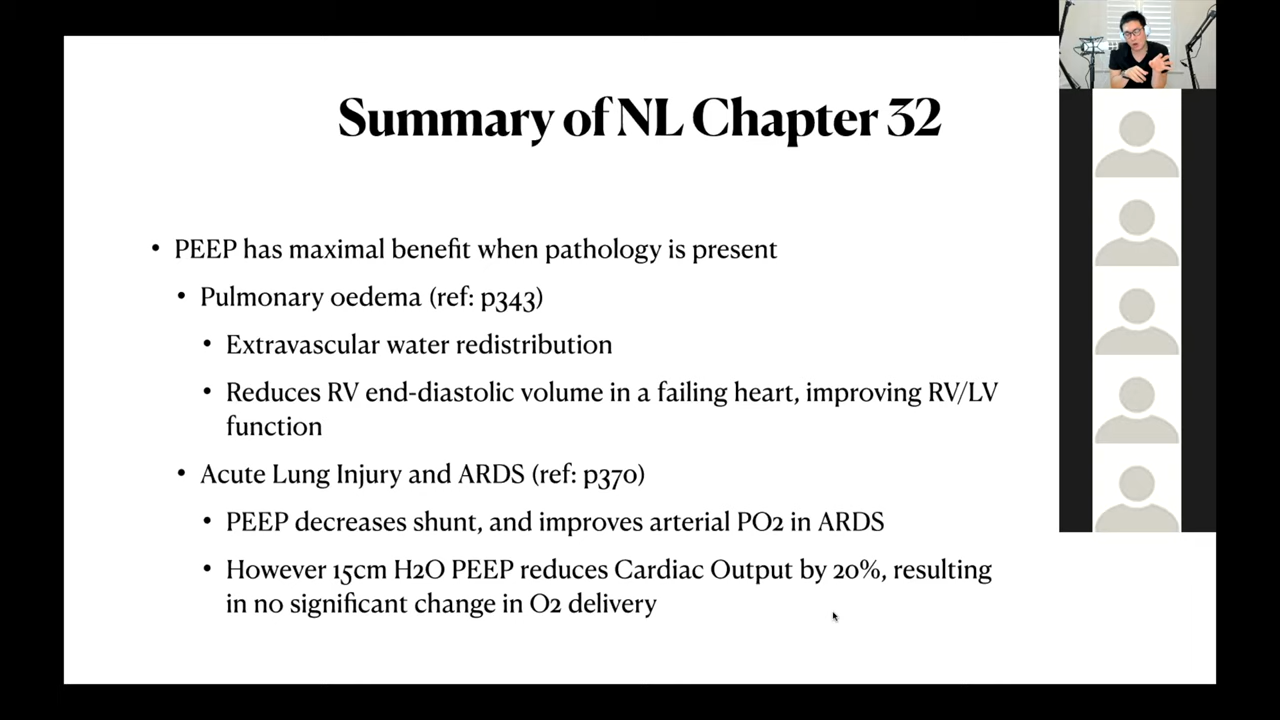 Summary of NL Chapter 32
• PEEP has maximal benefit when pathology is present
• Pulmonary oedema (ref: p343)
• Extravascular water redistribution
• Reduces RV end-diastolic volume in a failing heart, improving RV/LV
function
• Acute Lung Injury and ARDS (ref: p370)
• PEEP decreases shunt, and improves arterial PO2 in ARDS
• However 15cm H2O PEEP reduces Cardiac Output by 20%, resulting
in no significant change in O2 delivery